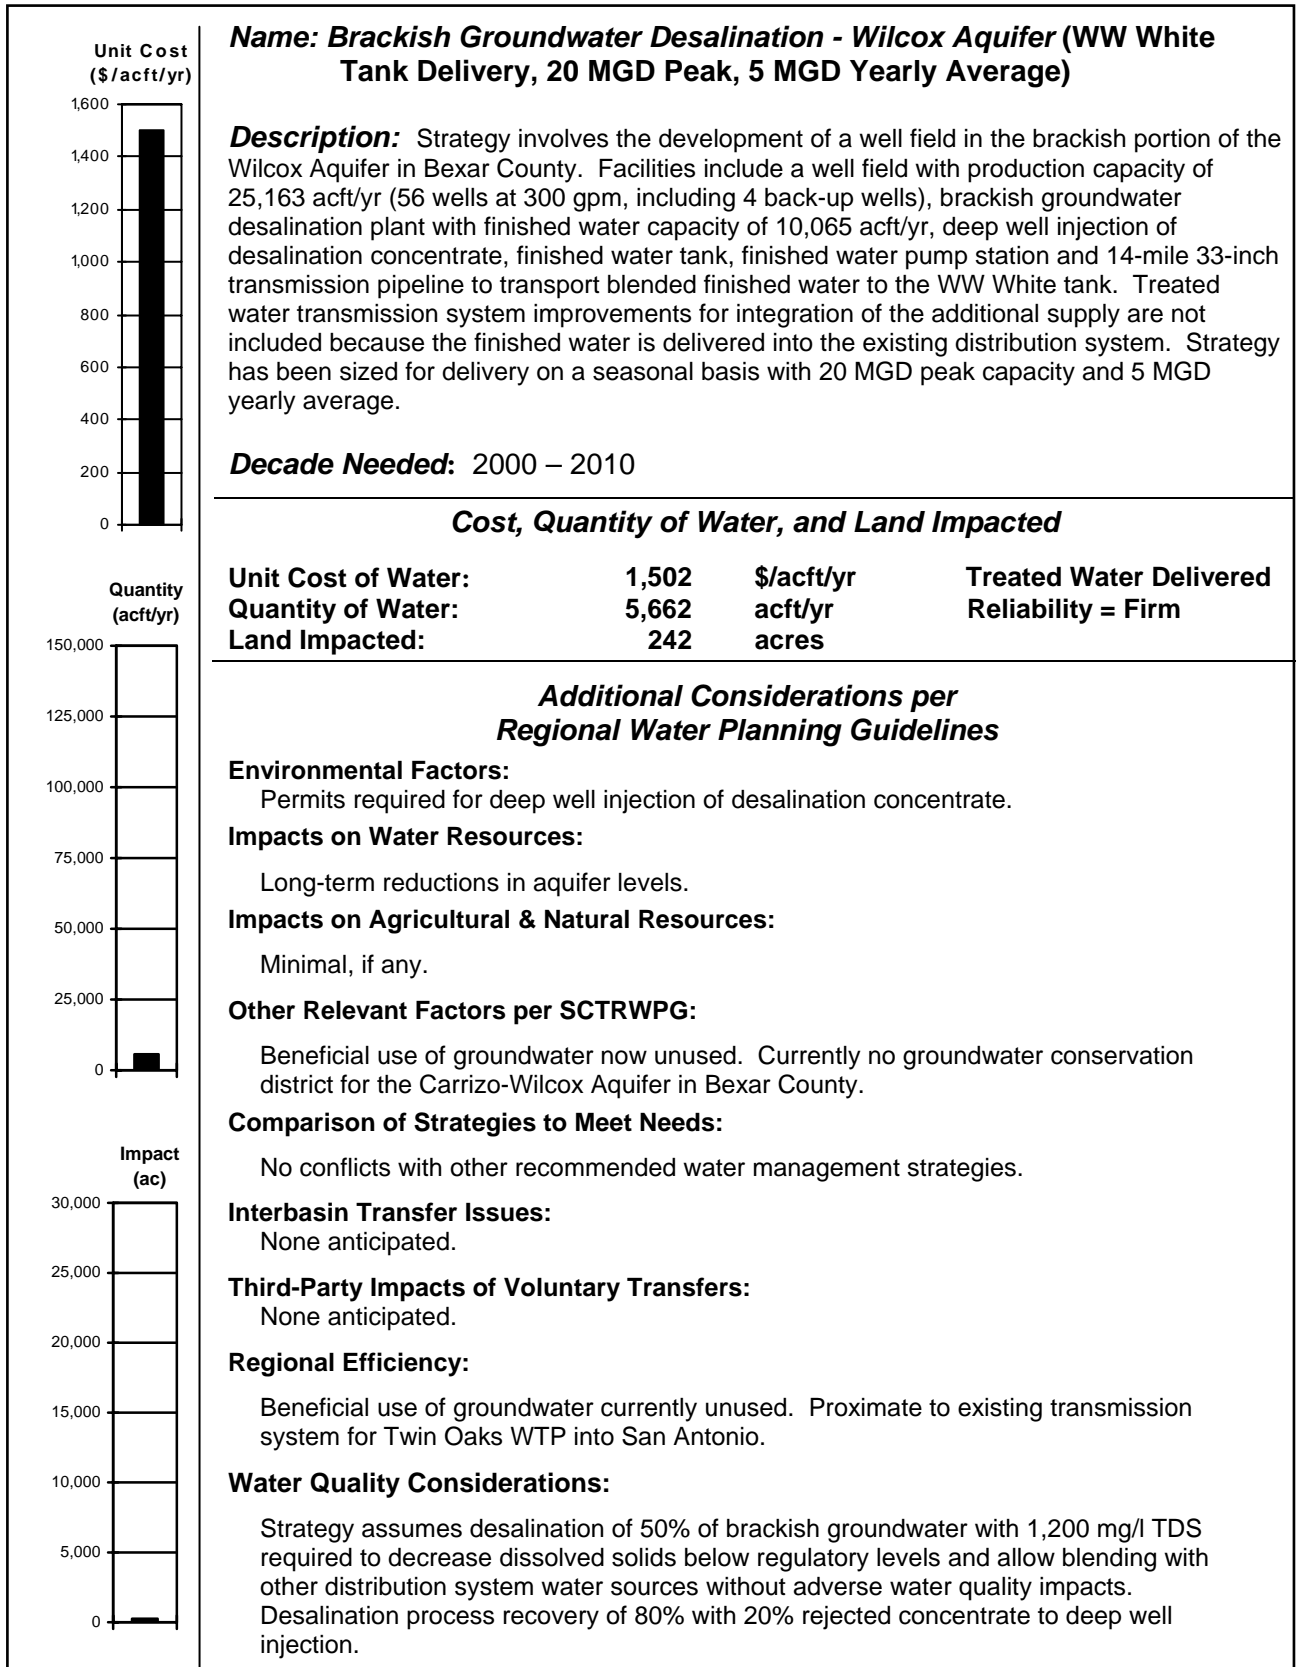 Unit Cost
($/acft/yr)
1,600
1,400
1,200
1,000
800
600
400
200
0
Quantity
(acft/yr)
150,000
125,000
100,000
75,000
50,000
25,000
0
Impact
(ac)
30,000
25,000
20,000
15,000
10,000
5,000
0
Name: Brackish Groundwater Desalination - Wilcox Aquifer (WW White
Tank Delivery, 20 MGD Peak, 5 MGD Yearly Average)
Description: Strategy involves the development of a well field in the brackish portion of the
Wilcox Aquifer in Bexar County. Facilities include a well field with production capacity of
25,163 acft/yr (56 wells at 300 gpm, including 4 back-up wells), brackish groundwater
desalination plant with finished water capacity of 10,065 acft/yr, deep well injection of
desalination concentrate, finished water tank, finished water pump station and 14-mile 33-inch
transmission pipeline to transport blended finished water to the WW White tank. Treated
water transmission system improvements for integration of the additional supply are not
included because the finished water is delivered into the existing distribution system. Strategy
has been sized for delivery on a seasonal basis with 20 MGD peak capacity and 5 MGD
yearly average.
Decade Needed: 2000 – 2010
Cost, Quantity of Water, and Land Impacted
Unit Cost of Water: 1,502 $/acft/yr Treated Water Delivered
Quantity of Water: 5,662 acft/yr Reliability = Firm
Land Impacted: 242 acres
Additional Considerations per
Regional Water Planning Guidelines
Environmental Factors:
Permits required for deep well injection of desalination concentrate.
Impacts on Water Resources:
Long-term reductions in aquifer levels.
Impacts on Agricultural & Natural Resources:
Minimal, if any.
Other Relevant Factors per SCTRWPG:
Beneficial use of groundwater now unused. Currently no groundwater conservation
district for the Carrizo-Wilcox Aquifer in Bexar County.
Comparison of Strategies to Meet Needs:
No conflicts with other recommended water management strategies.
Interbasin Transfer Issues:
None anticipated.
Third-Party Impacts of Voluntary Transfers:
None anticipated.
Regional Efficiency:
Beneficial use of groundwater currently unused. Proximate to existing transmission
system for Twin Oaks WTP into San Antonio.
Water Quality Considerations:
Strategy assumes desalination of 50% of brackish groundwater with 1,200 mg/l TDS
required to decrease dissolved solids below regulatory levels and allow blending with
other distribution system water sources without adverse water quality impacts.
Desalination process recovery of 80% with 20% rejected concentrate to deep well
injection.